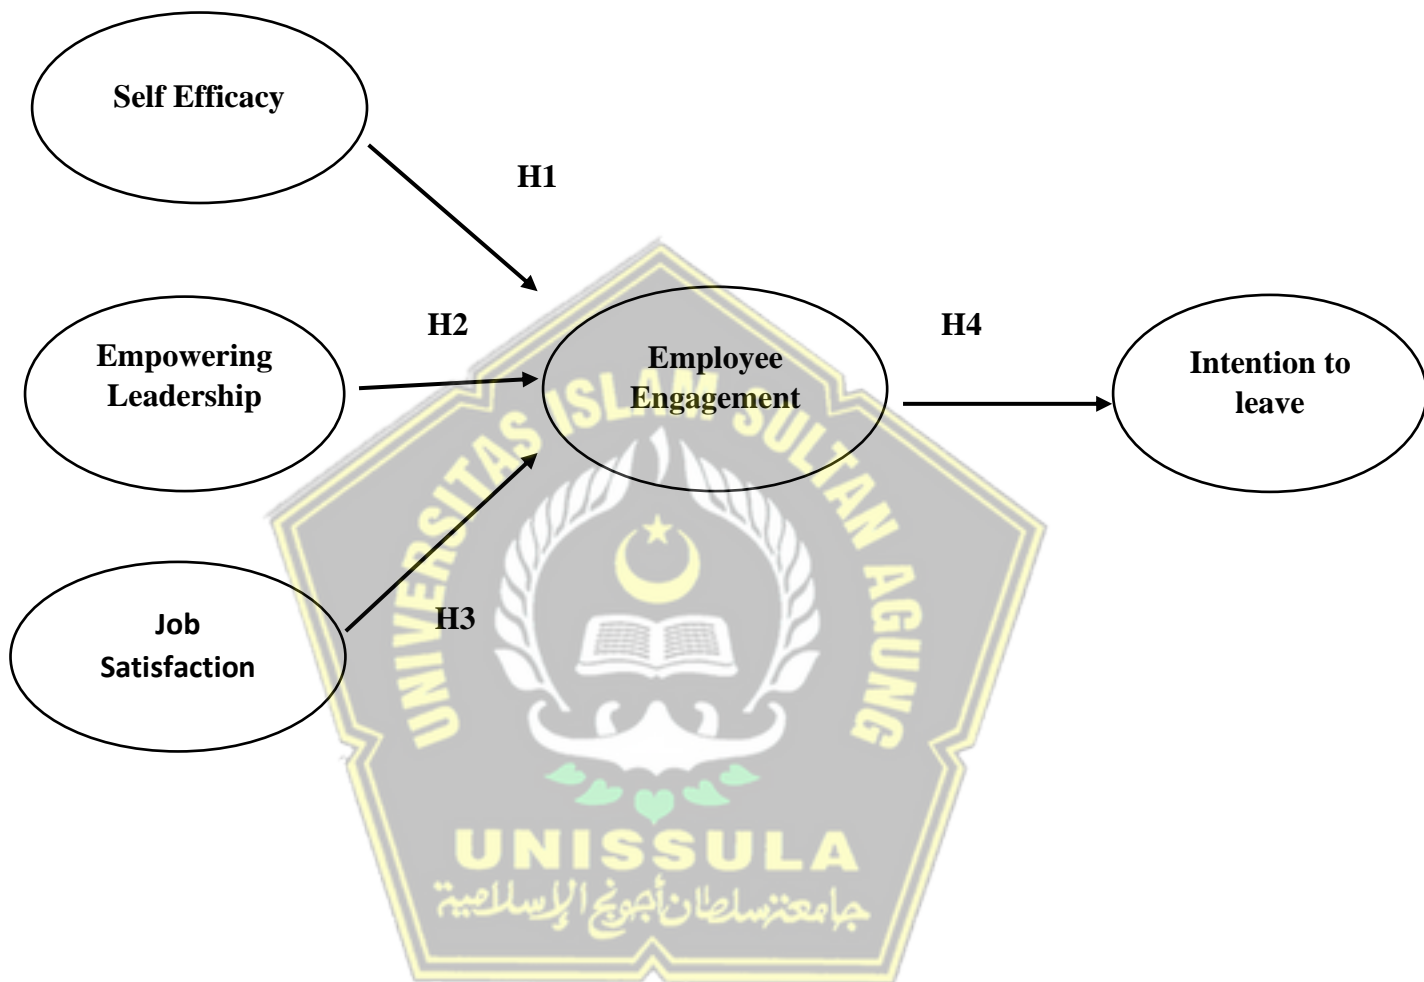 Self Efficacy
H1
H2
H4
Empowering
Leadership
Employee
Engagement
Intention to
leave
H3
Job
Satisfaction
UNIVERSITAS ISLAM SULTAN AGUNG
UNISSULA
جامعة سلطان أجونج الإسلامية